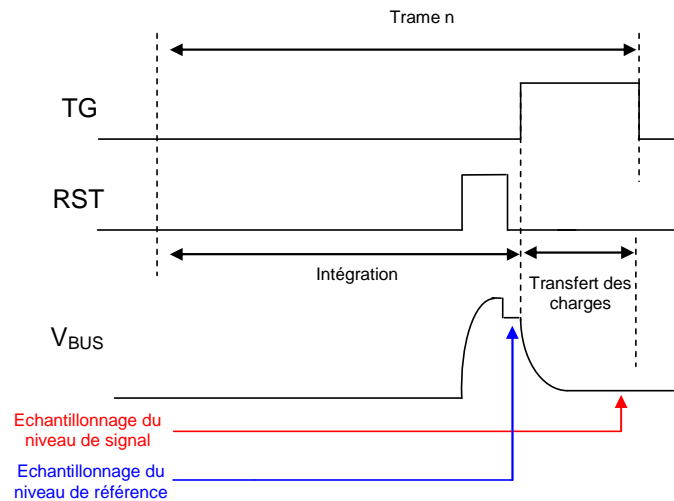 Trame n
TG
RST
Intégration
Transfert des
charges
VBUS
Echantillonnage du
niveau de signal
Echantillonnage du
niveau de référence